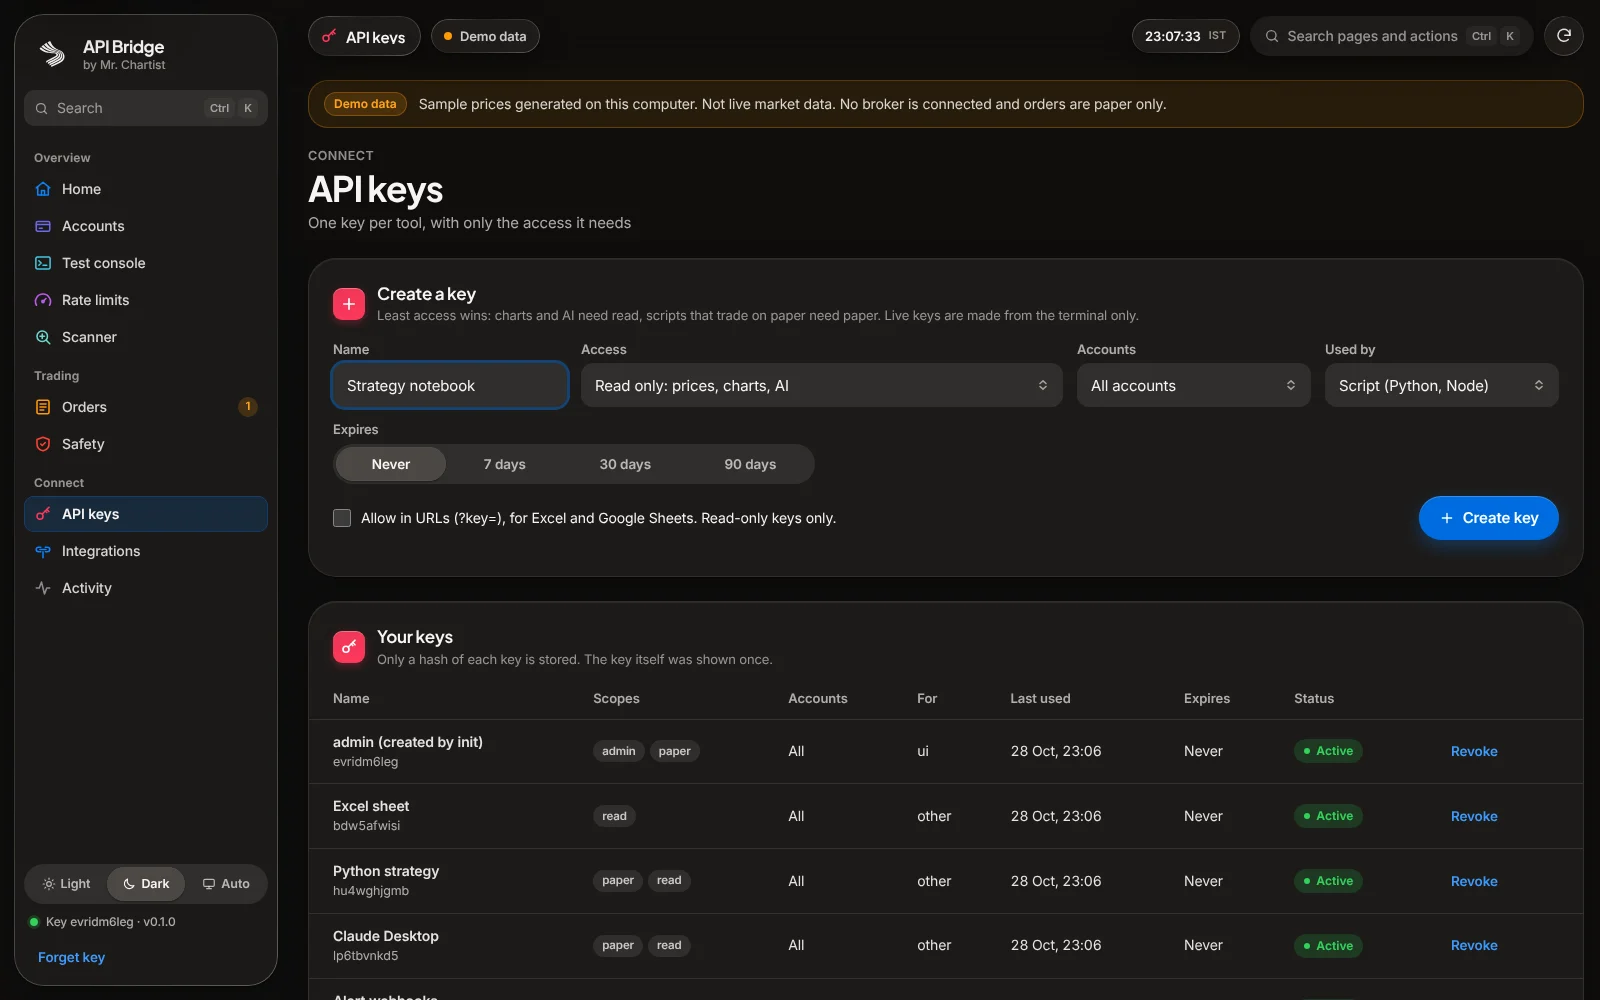 API Bridge
by Mr. Chartist
Search Ctrl K
Overview
Home
Accounts
Test console
Rate limits
Scanner
Trading
Orders 1
Safety
Connect
API keys
Integrations
Activity
Light Dark Auto
Key evridm6leg · v0.1.0
Forget key
API keys Demo data 23:07:33 IST Search pages and actions Ctrl K
Demo data Sample prices generated on this computer. Not live market data. No broker is connected and orders are paper only.
CONNECT
API keys
One key per tool, with only the access it needs
Create a key
Least access wins: charts and AI need read, scripts that trade on paper need paper. Live keys are made from the terminal only.
Name Access Accounts Used by
Strategy notebook Read only: prices, charts, AI All accounts Script (Python, Node)
Expires
Never 7 days 30 days 90 days
Allow in URLs (?key=), for Excel and Google Sheets. Read-only keys only.
+ Create key
Your keys
Only a hash of each key is stored. The key itself was shown once.
Name Scopes Accounts For Last used Expires Status
admin (created by init) admin paper All ui 28 Oct, 23:06 Never Active Revoke
evridm6leg
Excel sheet read All other 28 Oct, 23:06 Never Active Revoke
bdw5afwisi
Python strategy paper read All other 28 Oct, 23:06 Never Active Revoke
hu4wghjgmb
Claude Desktop paper read All other 28 Oct, 23:06 Never Active Revoke
lp6tbvnkd5
Alert webhooks